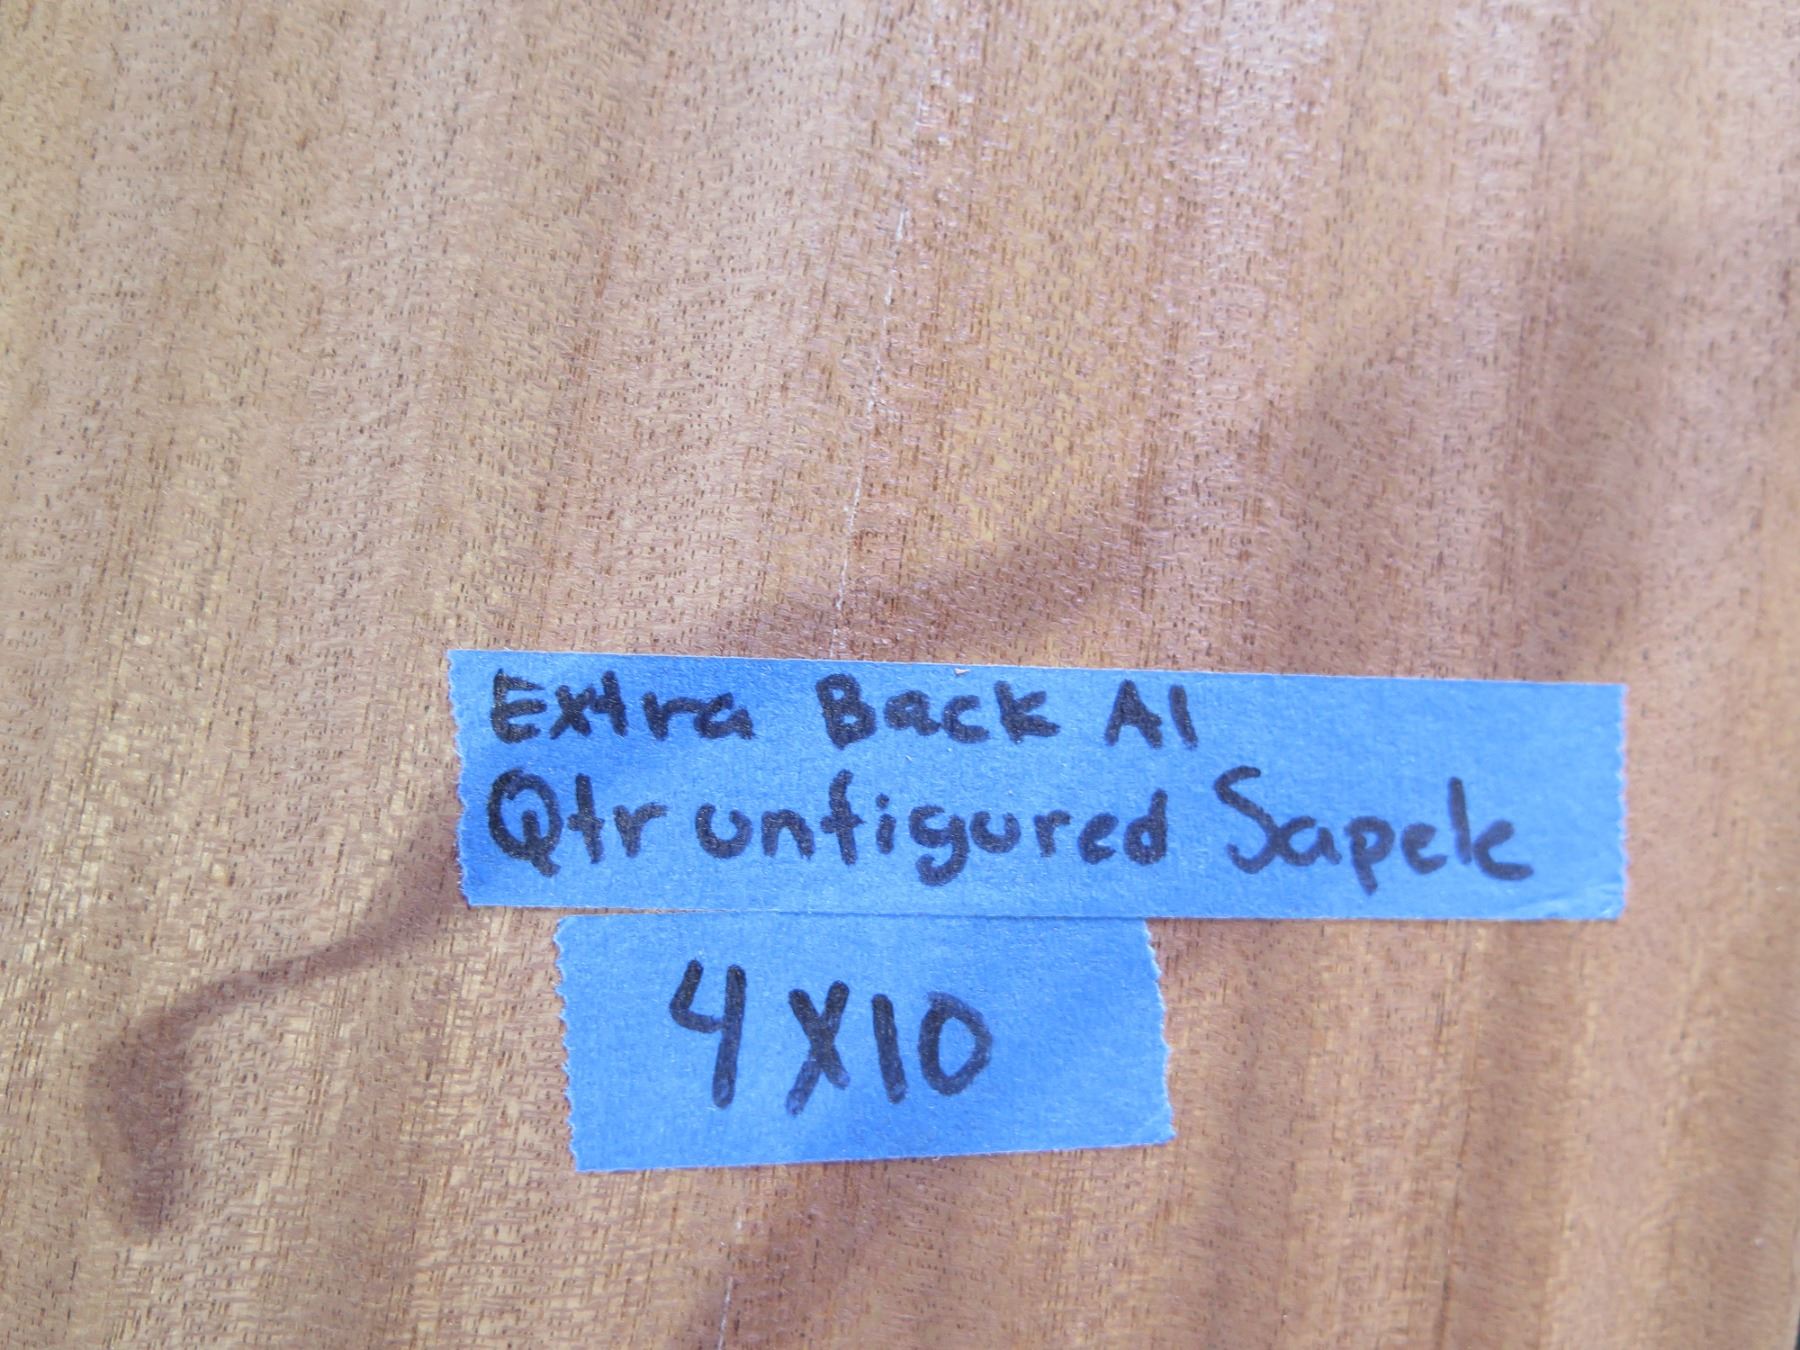 Extra Back A1
Qtr unfigured Sapele
4x10